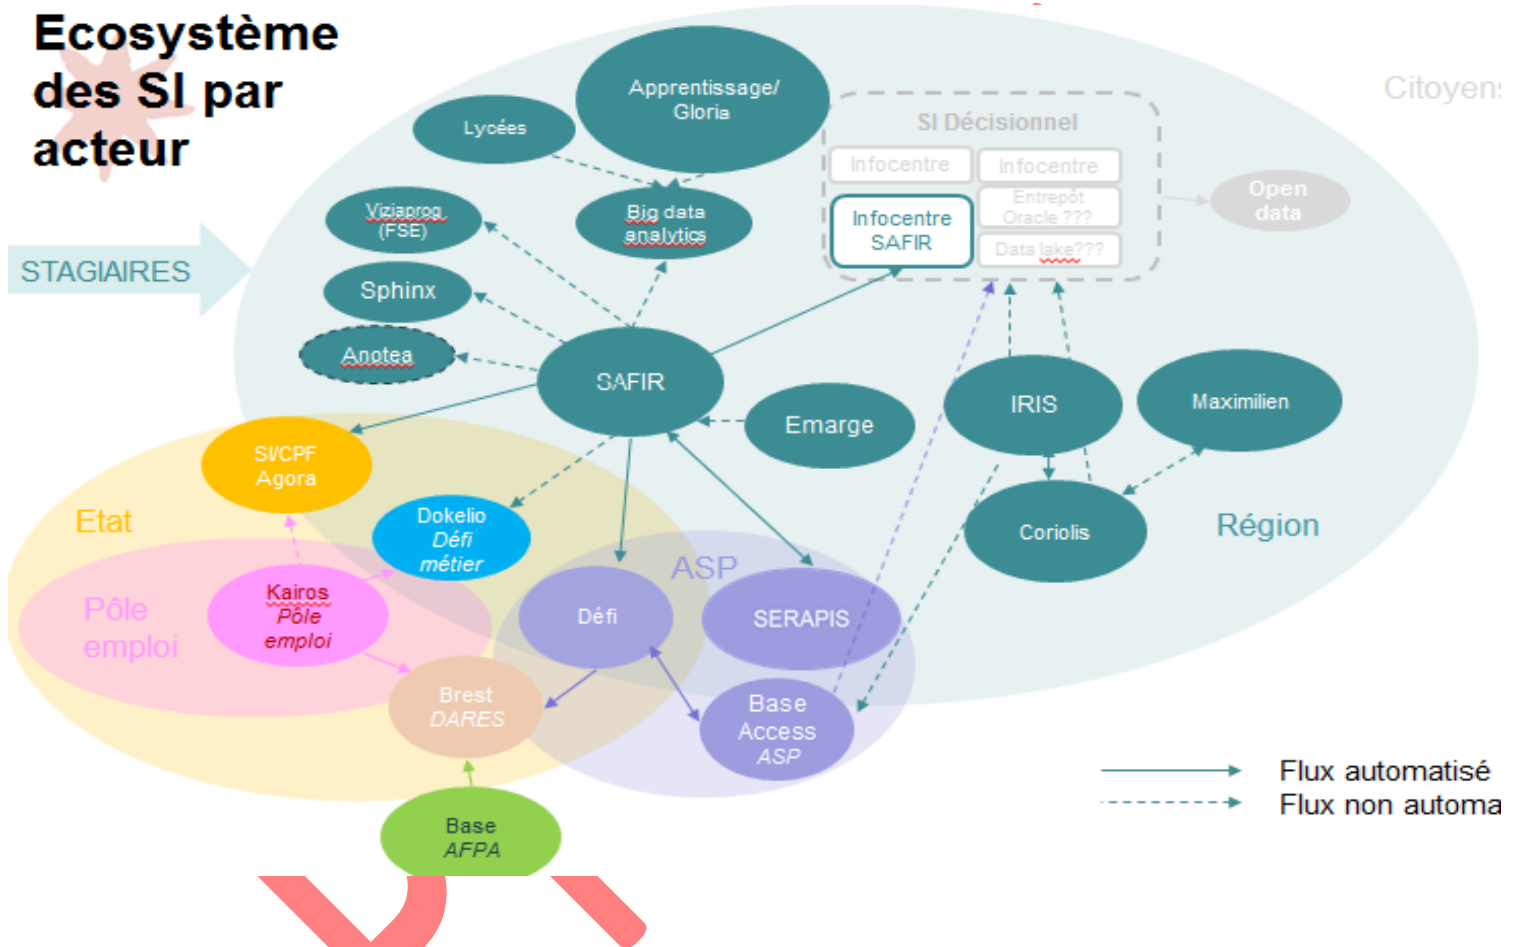 Ecosystème
des SI par
acteur
Citoyens
Apprentissage/
Gloria
Lycées
SI Décisionnel
Infocentre
Infocentre
Entrepôt
Oracle ???
Data lake???
Infocentre
SAFIR
Open
data
Viziaprog
(FSE)
Big data
analytics
STAGIAIRES
Sphinx
Anotea
SAFIR
Emarge
IRIS
Maximilien
Coriolis
Région
SI/CPF
Agora
Etat
Dokelio
Défi
métier
ASP
Pôle
emploi
Kairos
Pôle
emploi
Défi
SERAPIS
Brest
DARES
Base
Access
ASP
Base
AFPA
Flux automatisé
Flux non automa